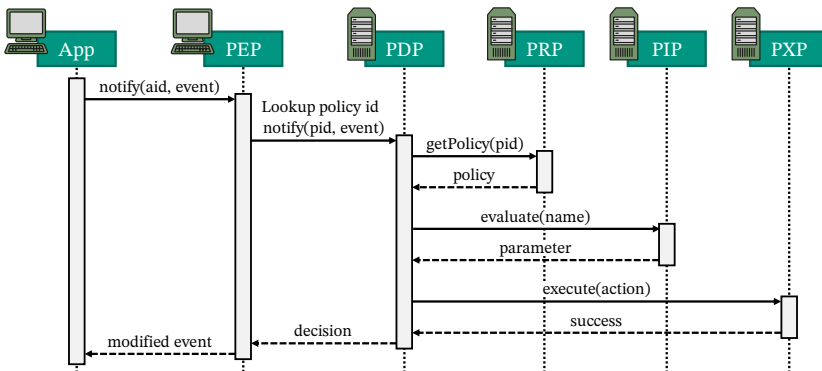 App
PEP
PDP
PRP
PIP
PXP
notify(aid, event)
Lookup policy id
notify(pid, event)
getPolicy(pid)
policy
evaluate(name)
parameter
execute(action)
success
decision
modified event